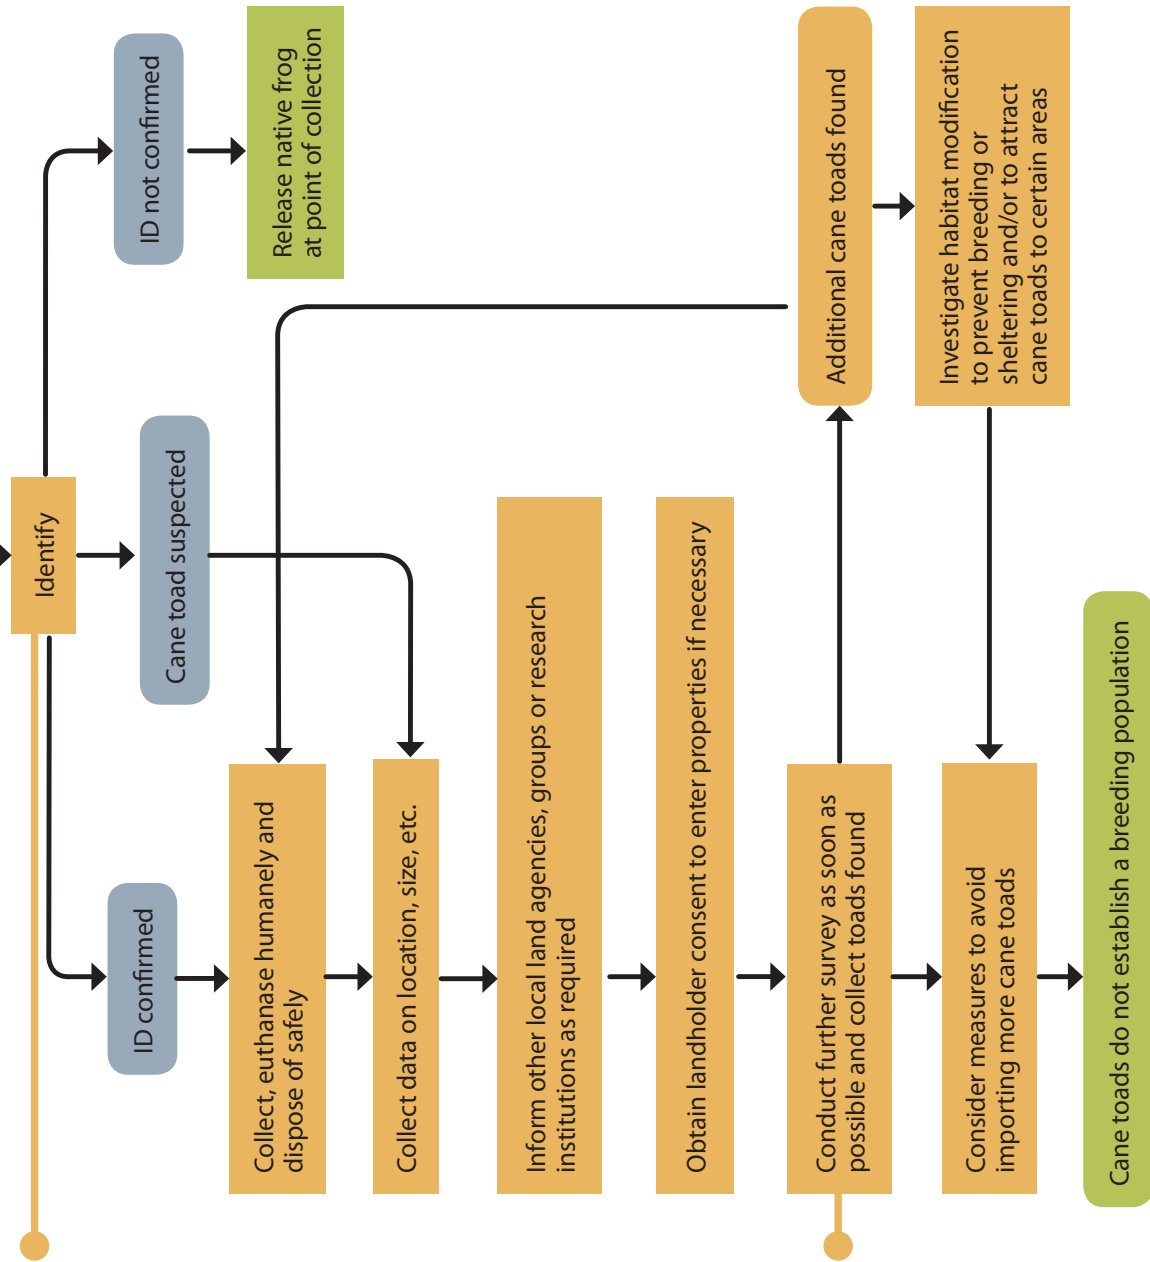 Identify
ID confirmed
Cane toad suspected
ID not confirmed
Release native frog
at point of collection
Collect, euthanase humanely and
dispose of safely
Collect data on location, size, etc.
Inform other local land agencies, groups or research
institutions as required
Obtain landholder consent to enter properties if necessary
Conduct further survey as soon as
possible and collect toads found
Additional cane toads found
Investigate habitat modification
to prevent breeding or
sheltering and/or to attract
cane toads to certain areas
Consider measures to avoid
importing more cane toads
Cane toads do not establish a breeding population